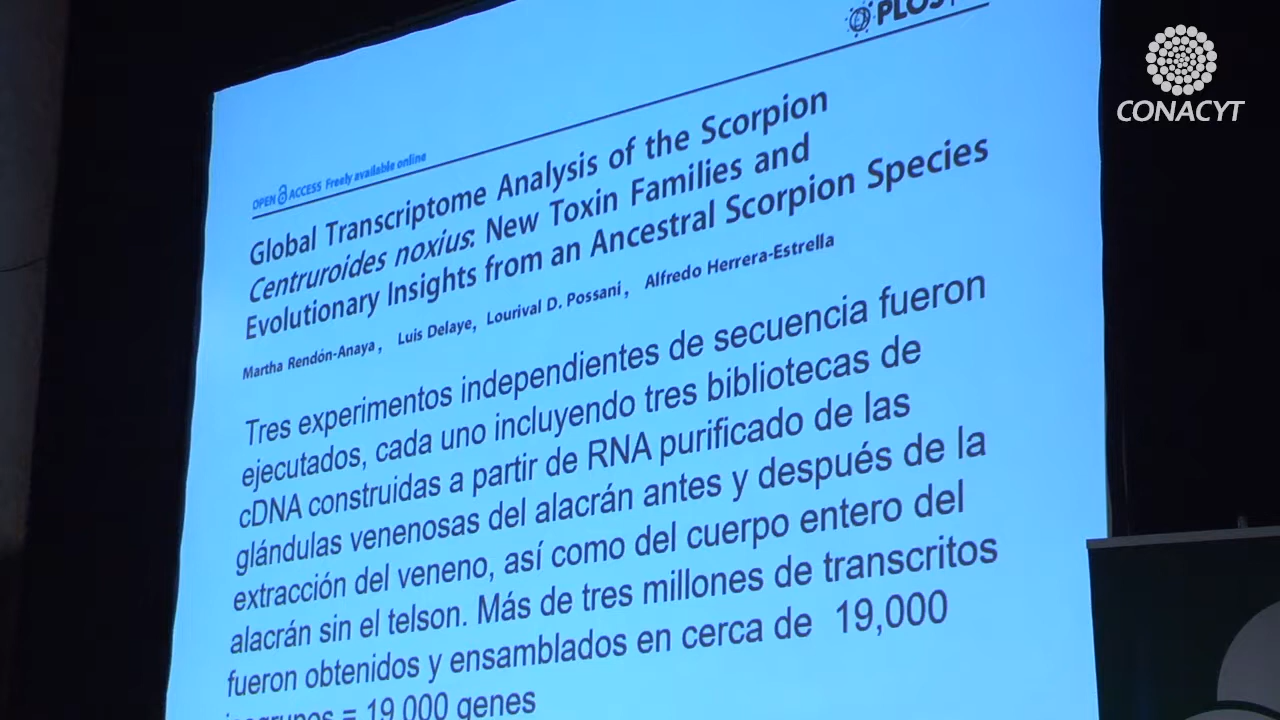 PLOS
CONACYT
OPEN ACCESS Freely available online
Global Transcriptome Analysis of the Scorpion
Centruroides noxius: New Toxin Families and
Evolutionary Insights from an Ancestral Scorpion Species
Martha Rendón-Anaya, Luis Delaye, Lourival D. Possani, Alfredo Herrera-Estrella
Tres experimentos independientes de secuencia fueron
ejecutados, cada uno incluyendo tres bibliotecas de
cDNA construidas a partir de RNA purificado de las
glándulas venenosas del alacrán antes y después de la
extracción del veneno, así como del cuerpo entero del
alacrán sin el telson. Más de tres millones de transcritos
fueron obtenidos y ensamblados en cerca de 19,000
= 19,000 genes